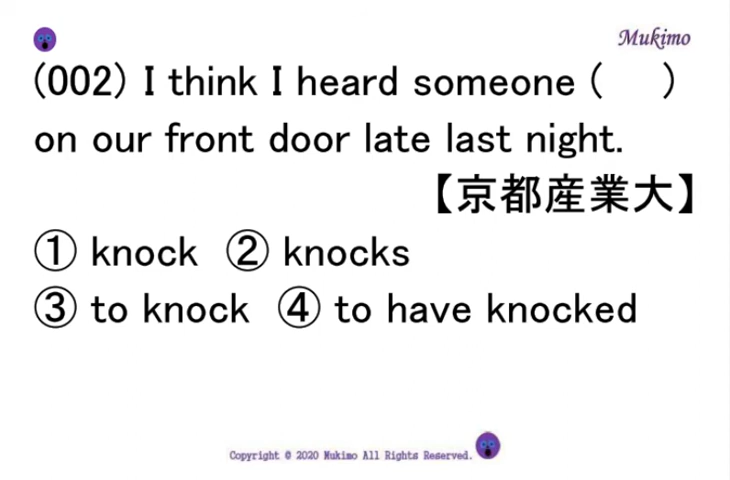 Mukimo
(002) I think I heard someone (　　)
on our front door late last night.
【京都産業大】
① knock ② knocks
③ to knock ④ to have knocked
Copyright © 2020 Mukimo All Rights Reserved.